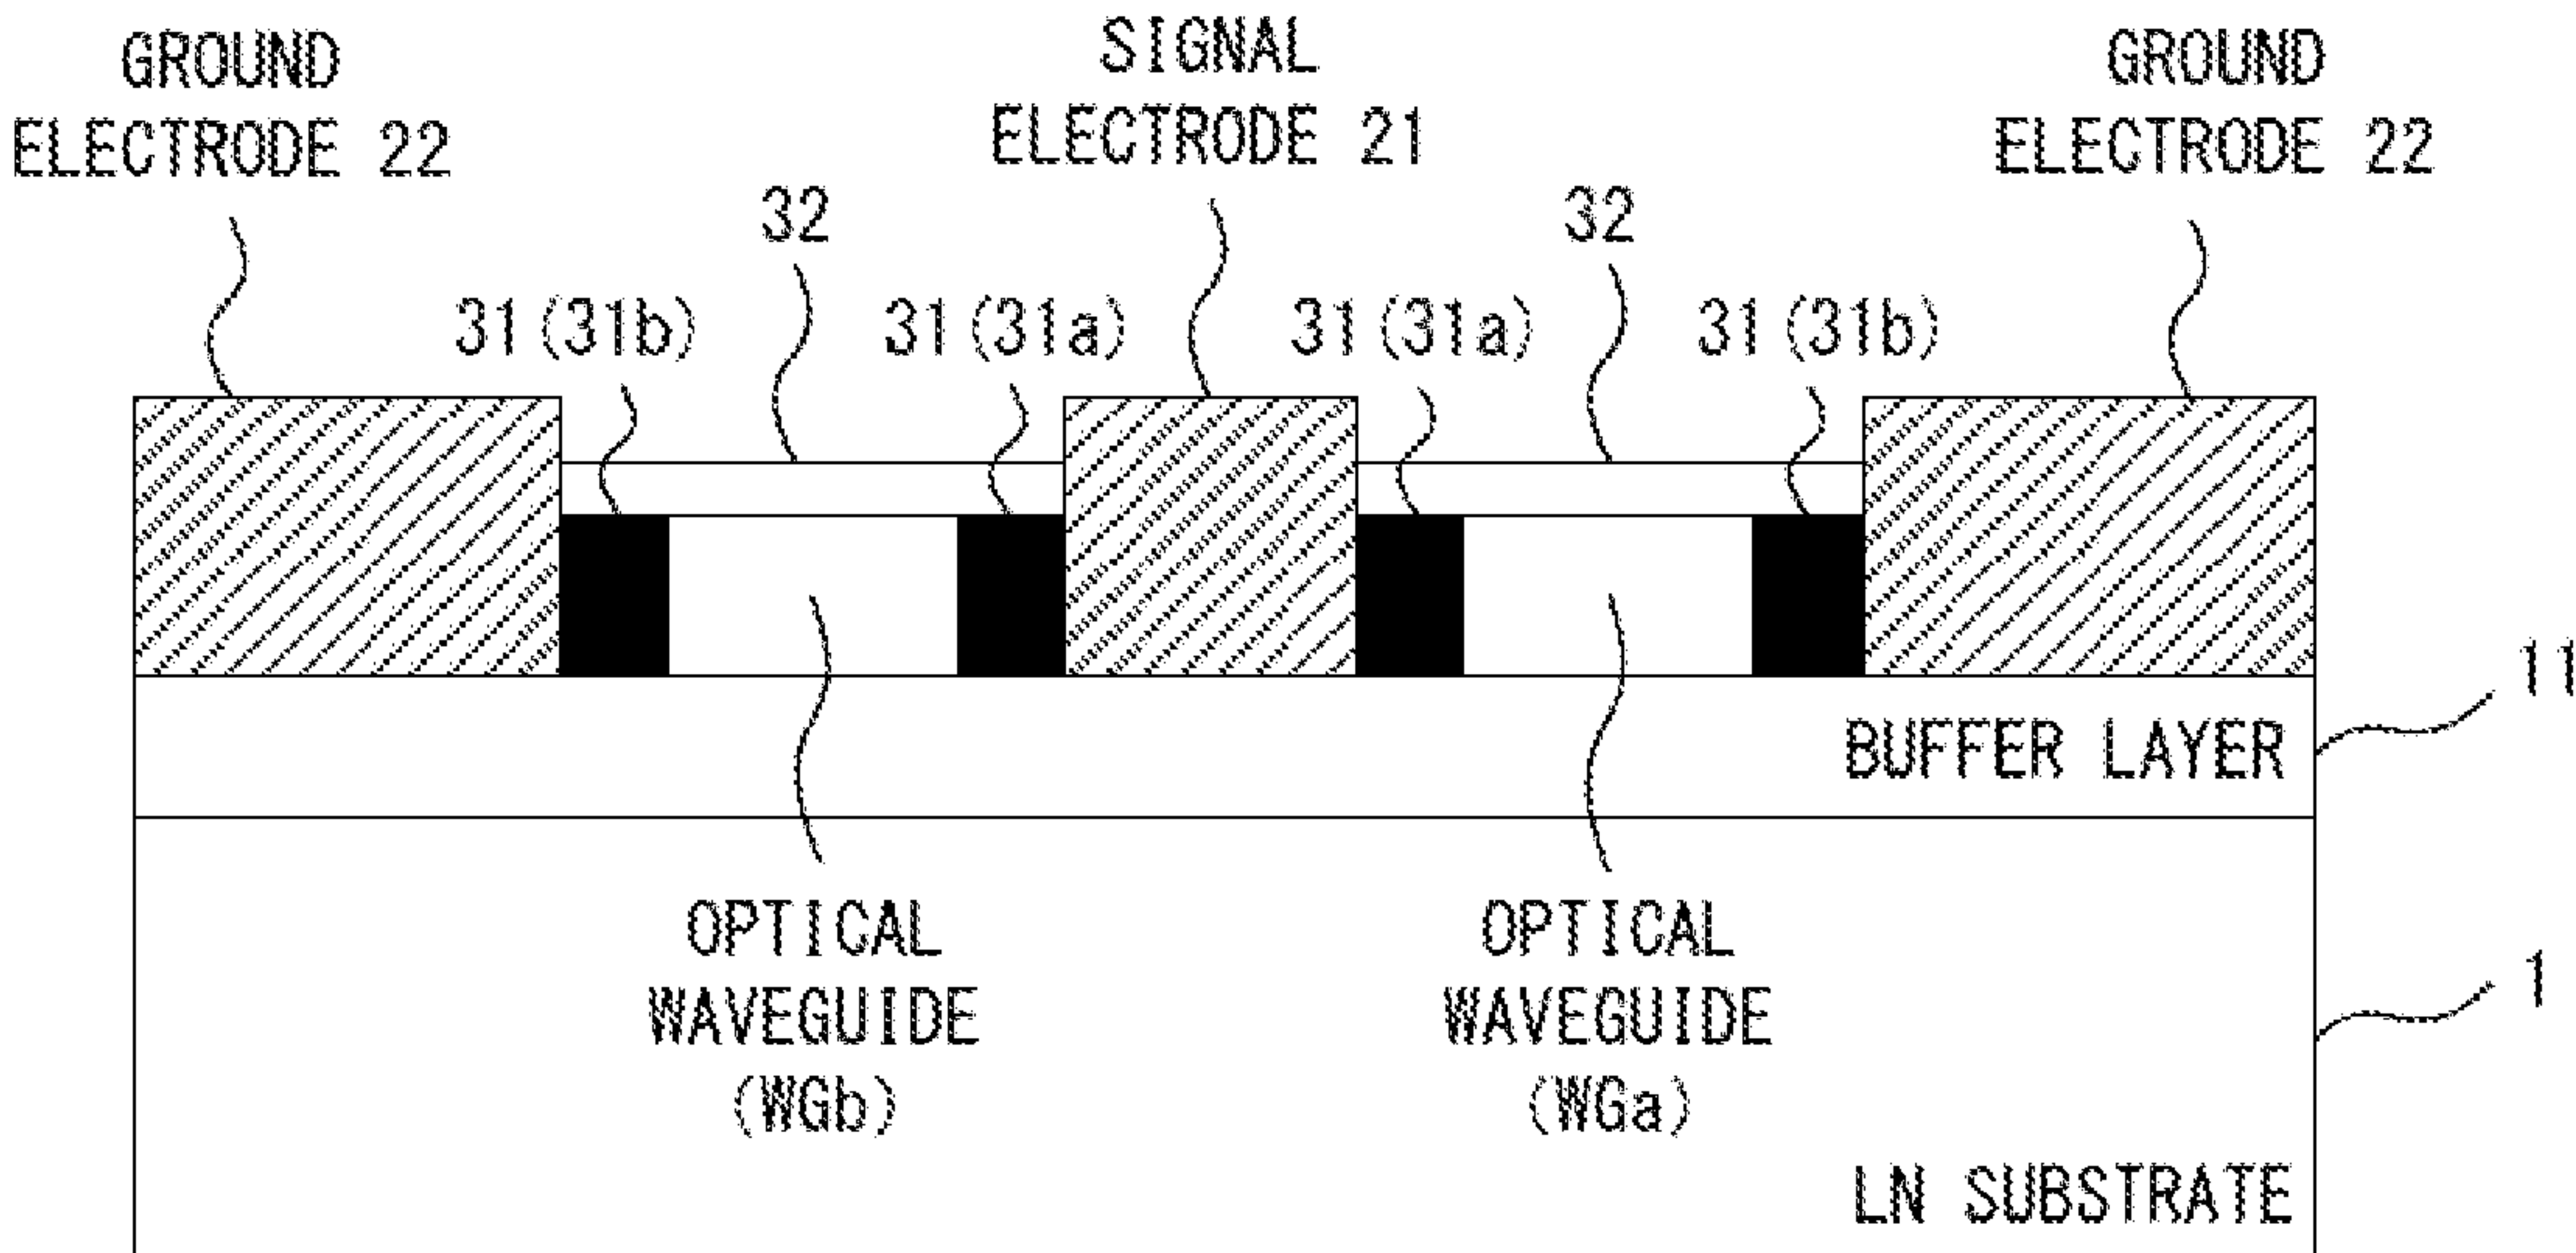 GROUND
ELECTRODE 22
SIGNAL
ELECTRODE 21
GROUND
ELECTRODE 22
32
32
31(31b)
31(31a)
31(31a)
31(31b)
11
BUFFER LAYER
OPTICAL
WAVEGUIDE
(WGb)
OPTICAL
WAVEGUIDE
(WGa)
1
LN SUBSTRATE